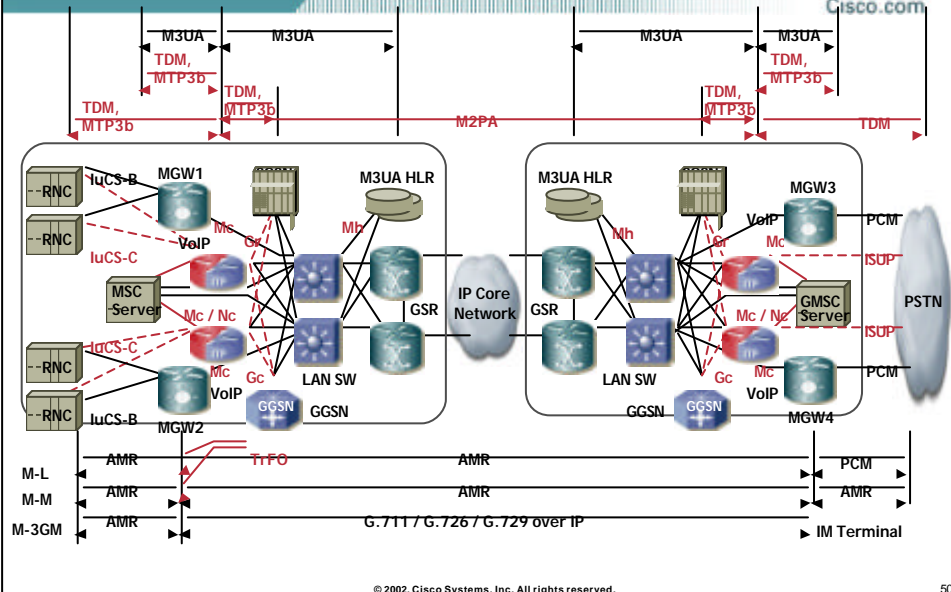 Cisco.com
M3UA M3UA M3UA M3UA
TDM, MTP3b
TDM, MTP3b
TDM, MTP3b
TDM, MTP3b
M2PA
TDM, MTP3b
TDM, MTP3b
TDM
RNC
IuCS-B
MGW1
M3UA HLR
M3UA HLR
MGW3
RNC
Mc
Gr
Mh
Mh
Gr
Mc
VoIP
PCM
VoIP
IuCS-C
ISUP
MSC Server
GSR
IP Core Network
GSR
GMSC Server
PSTN
Mc / Nc
Mc / Nc
ISUP
IuCS-C
RNC
Mc
Gc
LAN SW
LAN SW
Gc
Mc
PCM
VoIP
VoIP
RNC
IuCS-B
MGW2
GGSN
GGSN
GGSN
GGSN
MGW4
M-L AMR TrFO AMR PCM
M-M AMR AMR AMR
M-3GM AMR G.711 / G.726 / G.729 over IP IM Terminal
© 2002, Cisco Systems, Inc. All rights reserved.
50